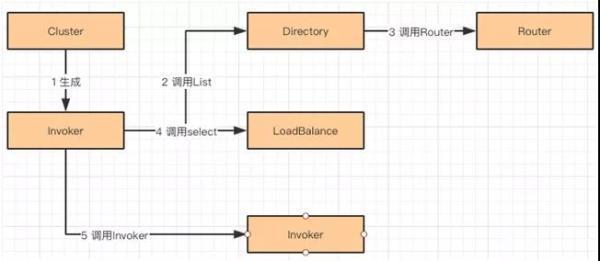 Cluster
Directory
3 调用Router
Router
1 生成
2 调用List
Invoker
4 调用select
LoadBalance
5 调用Invoker
Invoker